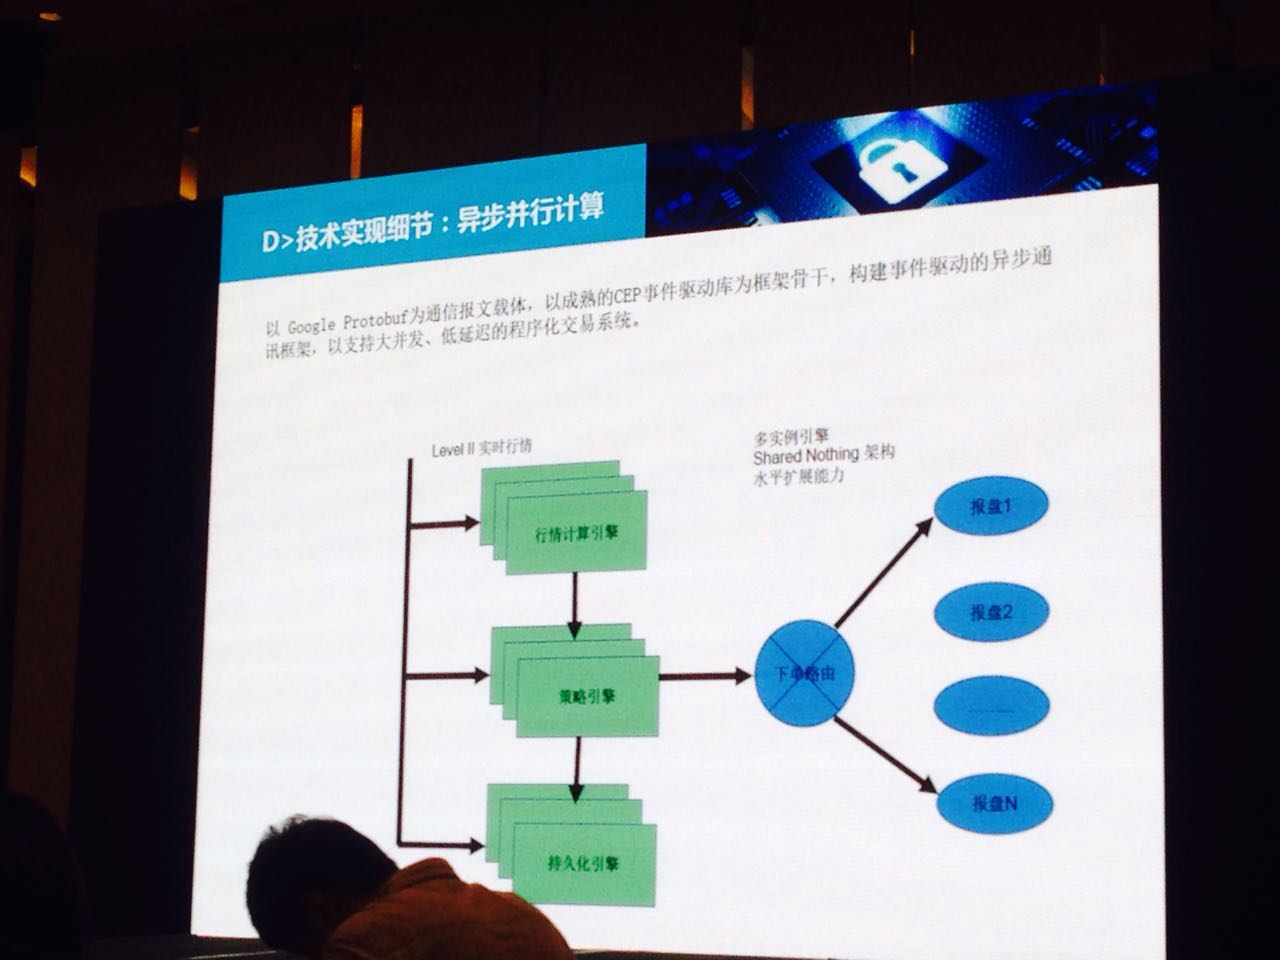 D>技术实现细节：异步并行计算
以 Google Protobuf为通信报文载体，以成熟的CEP事件驱动库为框架骨干，构建事件驱动的异步通
讯框架，以支持大并发、低延迟的程序化交易系统。
Level II 实时行情
多实例引擎
Shared Nothing 架构
水平扩展能力
行情计算引擎
策略引擎
持久化引擎
下单路由
报盘1
报盘2
..........
报盘N